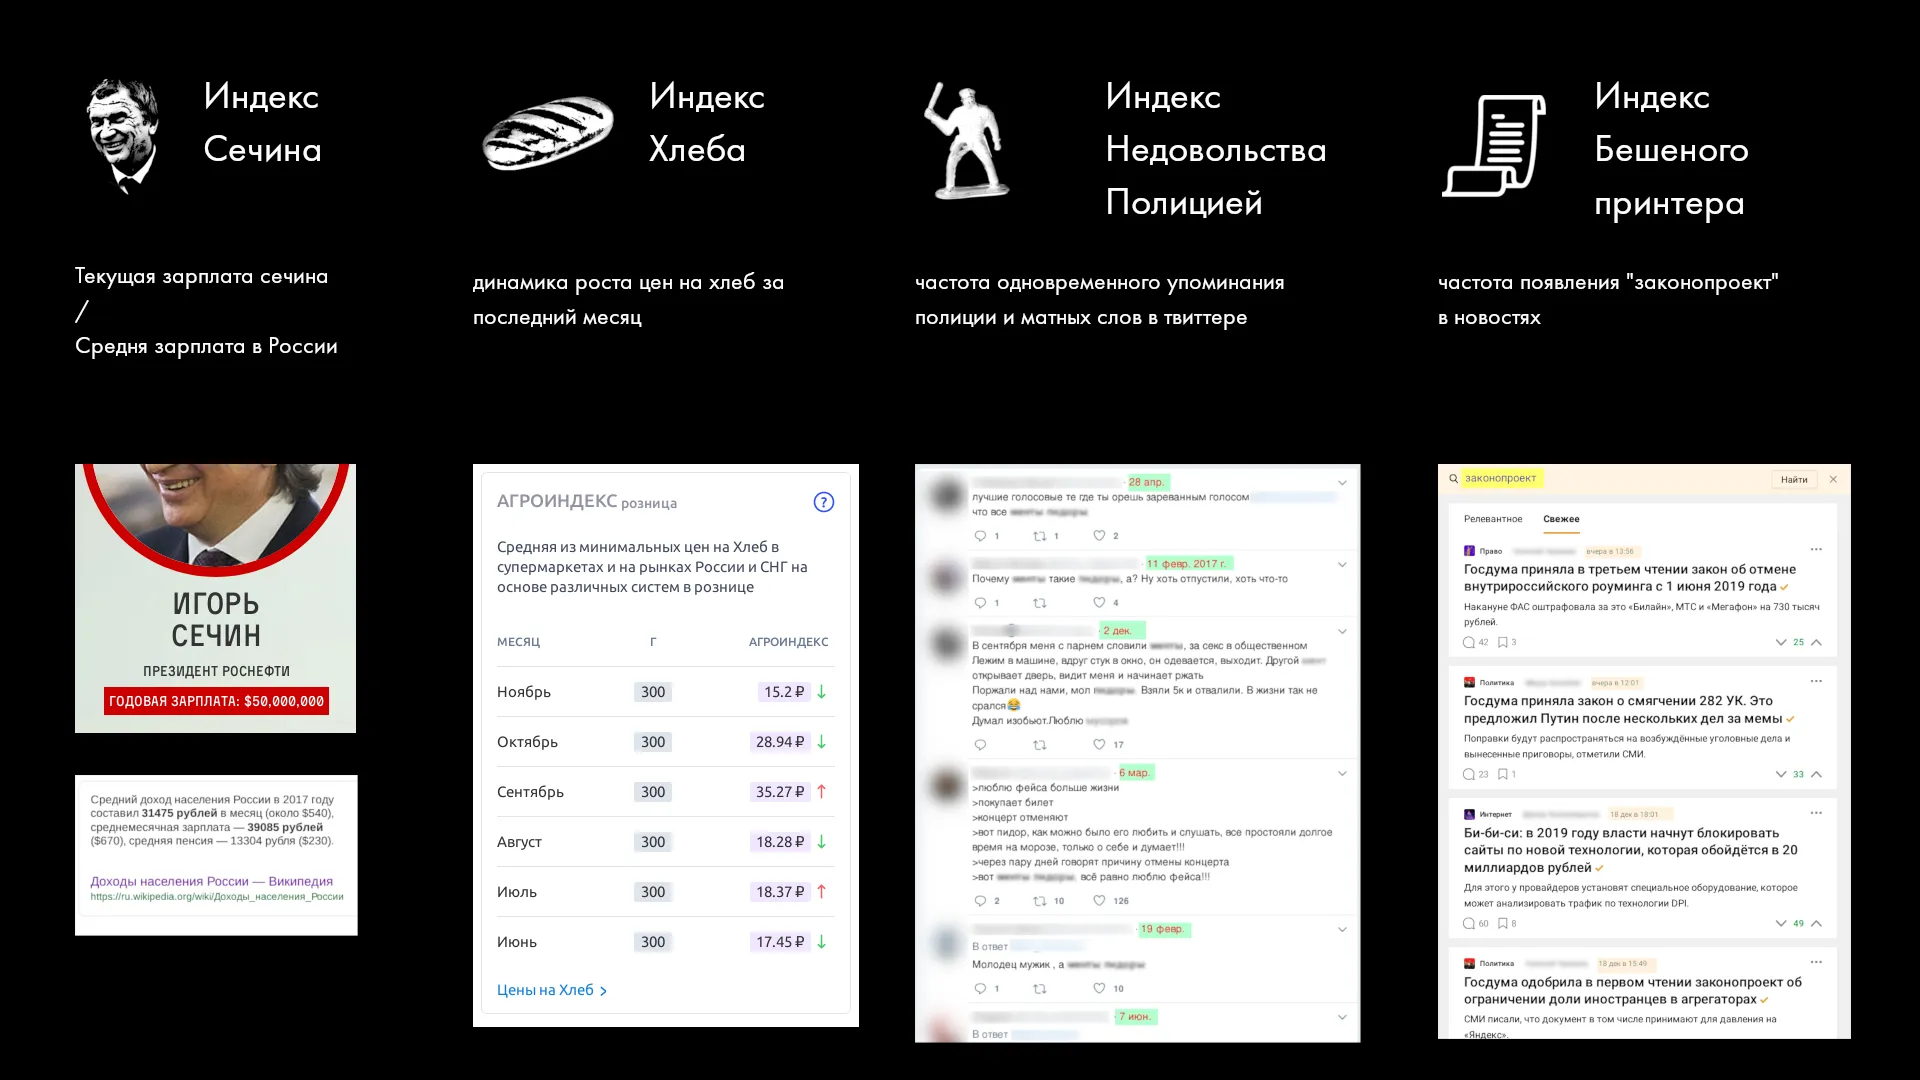 Индекс
Сечина
Индекс
Хлеба
Индекс
Недовольства
Полицией
Индекс
Бешеного
принтера
Текущая зарплата сечина
/
Средня зарплата в России
динамика роста цен на хлеб за
последний месяц
частота одновременного упоминания
полиции и матных слов в твиттере
частота появления "законопроект"
в новостях
ИГОРЬ
СЕЧИН
ПРЕЗИДЕНТ РОСНЕФТИ
ГОДОВАЯ ЗАРПЛАТА: $50,000,000
Средний доход населения России в 2017 году
составил 31475 рублей в месяц (около $540),
среднемесячная зарплата — 39085 рублей
($670), средняя пенсия — 13304 рубля ($230).
Доходы населения России — Википедия
https://ru.wikipedia.org/wiki/Доходы_населения_России
АГРОИНДЕКС розница
?
Средняя из минимальных цен на Хлеб в
супермаркетах и на рынках России и СНГ на
основе различных систем в рознице
МЕСЯЦ Г АГРОИНДЕКС
Ноябрь 300 15.2 ₽ ↓
Октябрь 300 28.94 ₽ ↓
Сентябрь 300 35.27 ₽ ↑
Август 300 18.28 ₽ ↓
Июль 300 18.37 ₽ ↑
Июнь 300 17.45 ₽ ↓
Цены на Хлеб >
· 28 апр.
лучшие голосовые те где ты орешь зареванным голосом
что все
1 1 2
· 11 февр. 2017 г.
Почему такие , а? Ну хоть отпустили, хоть что-то
1 4
· 2 дек.
В сентября меня с парнем словили , за секс в общественном
Лежим в машине, вдруг стук в окно, он одевается, выходит. Другой
открывает дверь, видит меня и начинает ржать
Поржали над нами, мол . Взяли 5к и отвалили. В жизни так не
срался😂
Думал изобьют.Люблю
17
· 6 мар.
>люблю фейса больше жизни
>покупает билет
>концерт отменяют
>вот пидор, как можно было его любить и слушать, все простояли долгое
время на морозе, только о себе и думает!!!
>через пару дней говорят причину отмены концерта
>вот , всё равно люблю фейса!!!
2 10 126
· 19 февр.
В ответ
Молодец мужик , а
1 10
· 7 июн.
В ответ
законопроект Найти ×
Релевантное Свежее
Право вчера в 13:56 ···
Госдума приняла в третьем чтении закон об отмене
внутрироссийского роуминга с 1 июня 2019 года
Накануне ФАС оштрафовала за это «Билайн», МТС и «Мегафон» на 730 тысяч
рублей.
42 3 25
Политика вчера в 12:01 ···
Госдума приняла закон о смягчении 282 УК. Это
предложил Путин после нескольких дел за мемы
Поправки будут распространяться на возбуждённые уголовные дела и
вынесенные приговоры, отметили СМИ.
23 1 33
Интернет 18 дек в 18:01 ···
Би-би-си: в 2019 году власти начнут блокировать
сайты по новой технологии, которая обойдётся в 20
миллиардов рублей
Для этого у провайдеров установят специальное оборудование, которое
может анализировать трафик по технологии DPI.
60 8 49
Политика 18 дек в 15:49 ···
Госдума одобрила в первом чтении законопроект об
ограничении доли иностранцев в агрегаторах
СМИ писали, что документ в том числе принимают для давления на
«Яндекс».